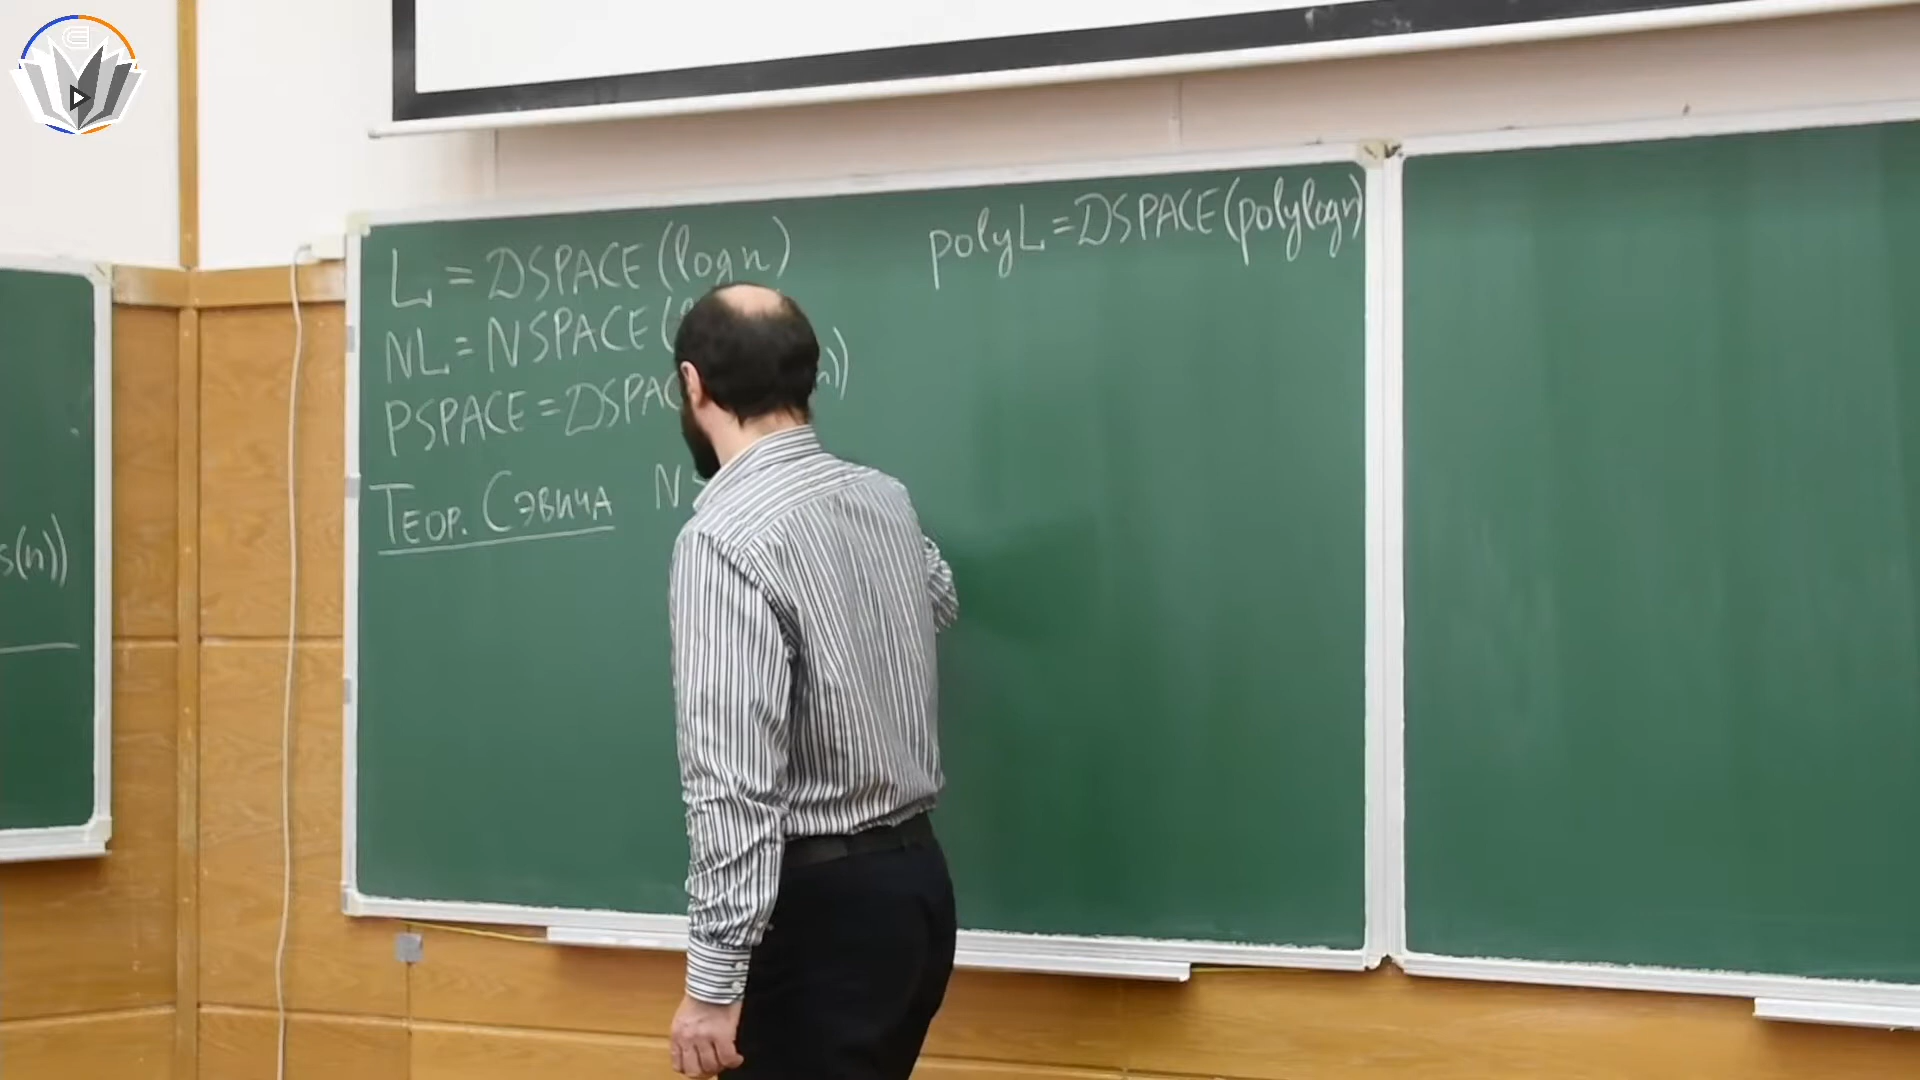 L = DSPACE (log n)
NL = NSPACE (
PSPACE = DSPAC n))
Теор. Сэвича N S
polyL = DSPACE (polylog n)
s(n))